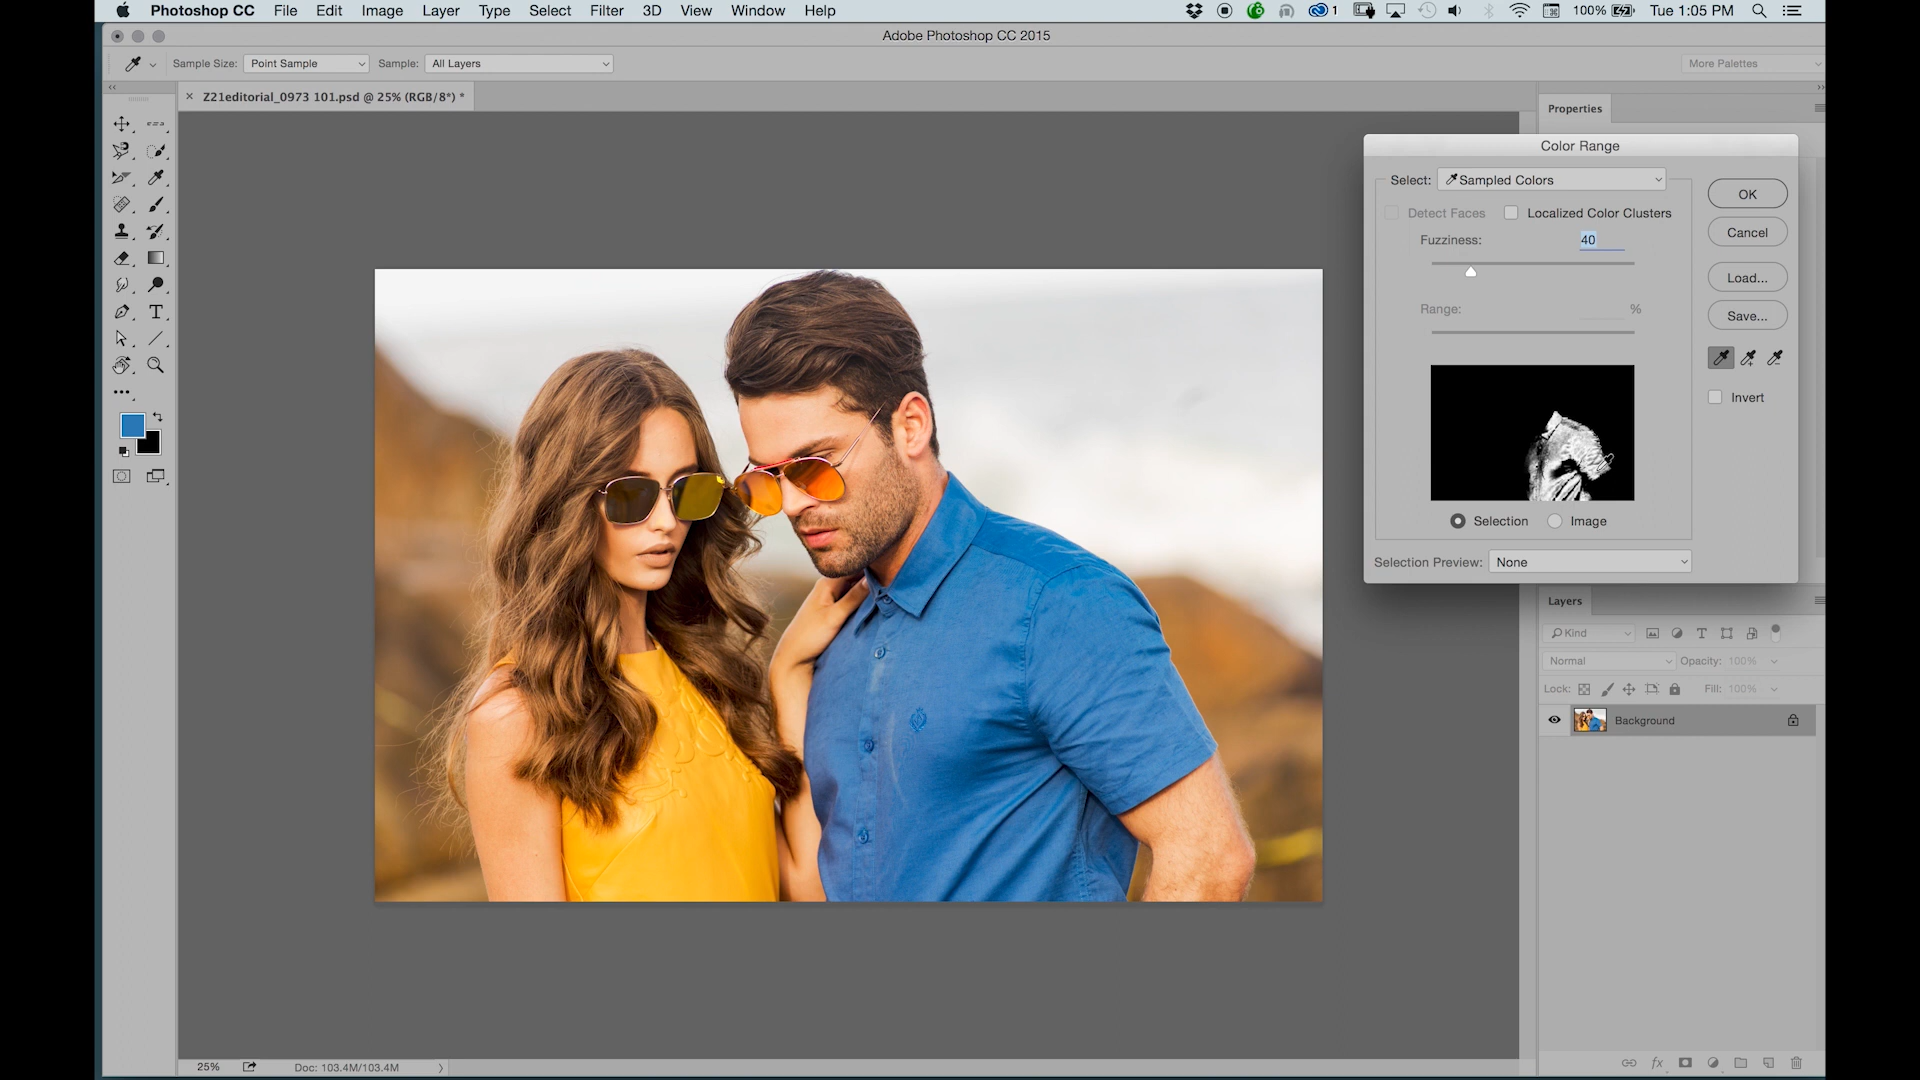 Photoshop CC File Edit Image Layer Type Select Filter 3D View Window Help 1 100% Tue 1:05 PM
Adobe Photoshop CC 2015
Sample Size: Point Sample Sample: All Layers More Palettes
× Z21editorial_0973 101.psd @ 25% (RGB/8*) *
Properties
Color Range
Select: Sampled Colors
OK
Detect Faces Localized Color Clusters
Cancel
Fuzziness: 40
Load...
Range: %
Save...
Invert
Selection Image
Selection Preview: None
Layers
Kind
Normal Opacity: 100%
Lock: Fill: 100%
Background
25% Doc: 103.4M/103.4M